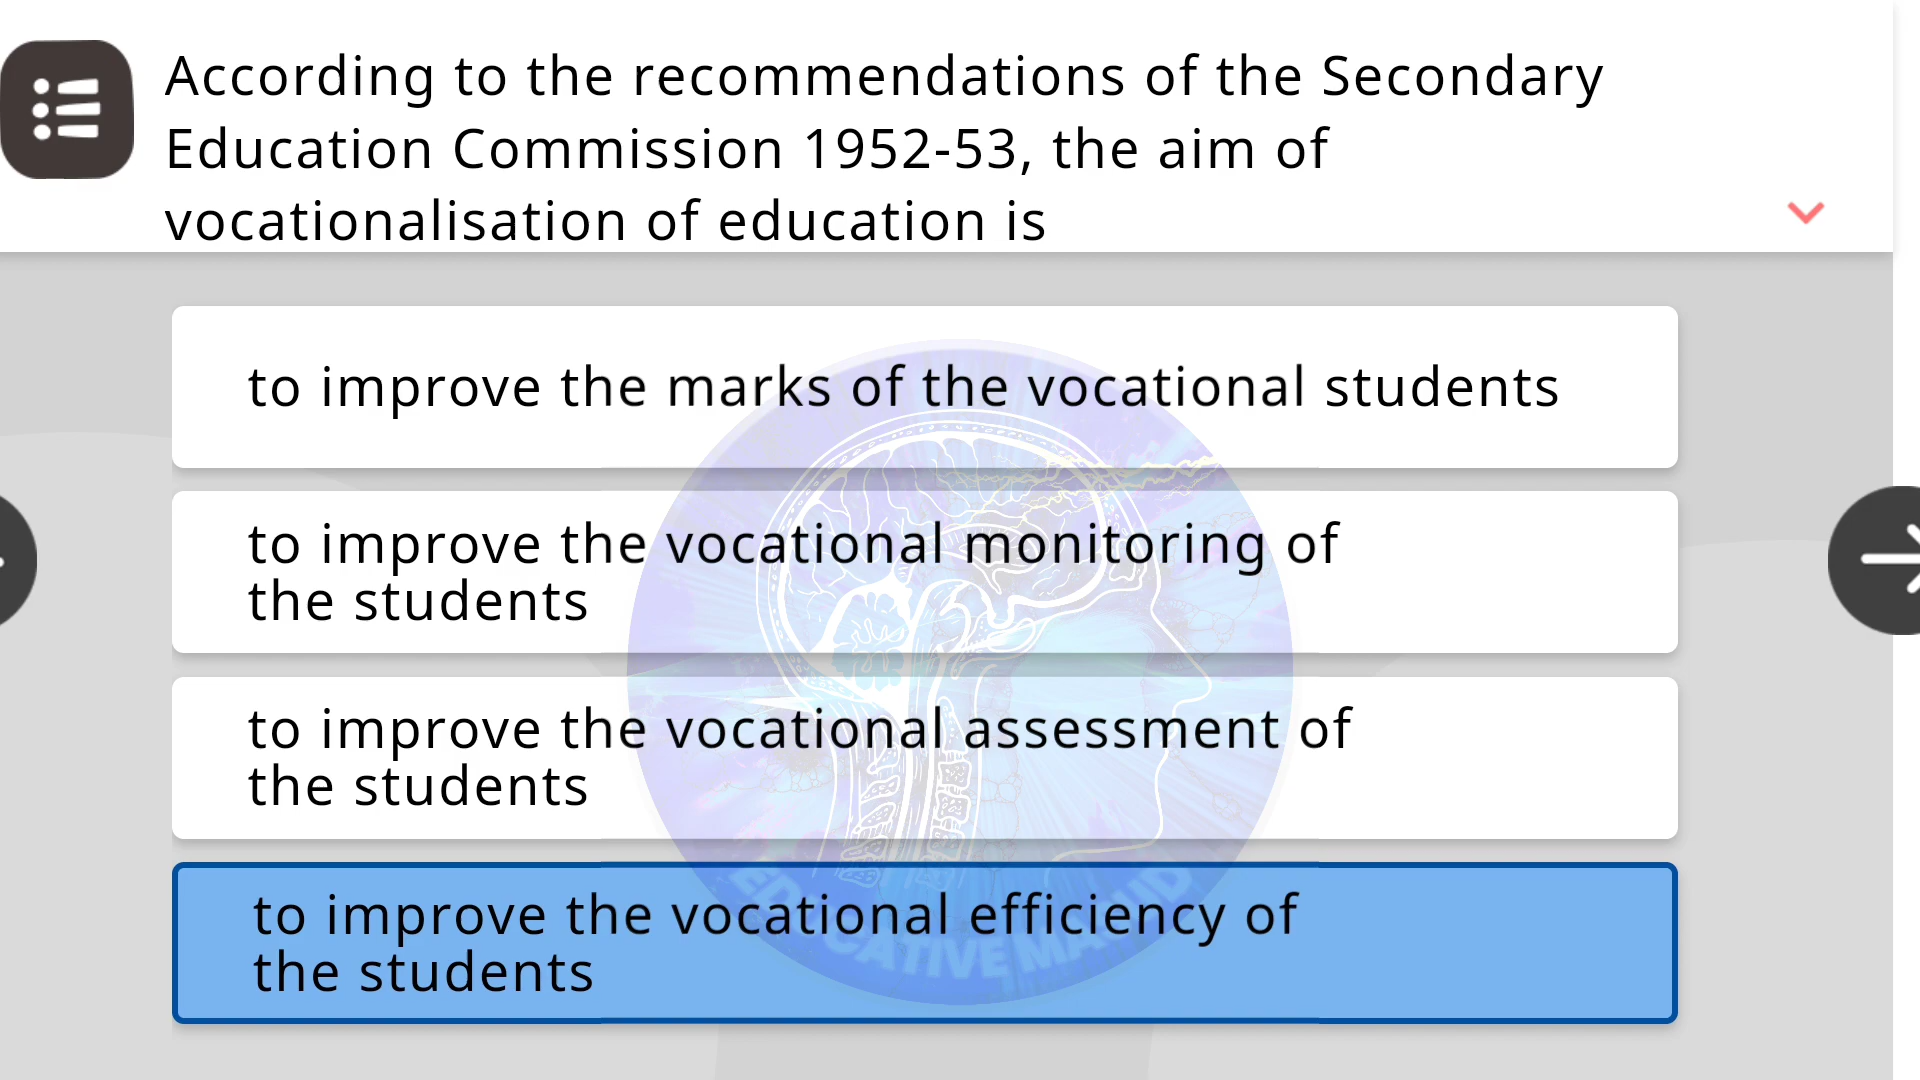 According to the recommendations of the Secondary
Education Commission 1952-53, the aim of
vocationalisation of education is
to improve the marks of the vocational students
to improve the vocational monitoring of
the students
to improve the vocational assessment of
the students
to improve the vocational efficiency of
the students
EDUCATIVE MAUJD